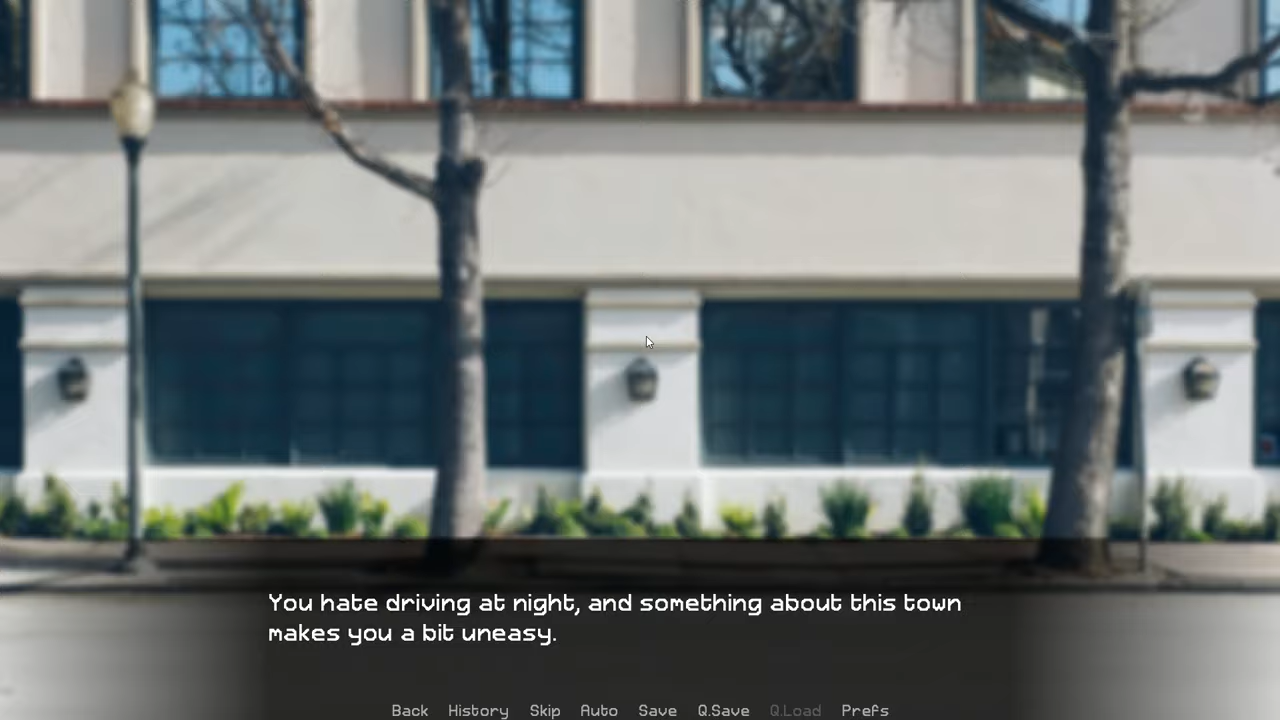 You hate driving at night, and something about this town
makes you a bit uneasy.
Back History Skip Auto Save Q.Save Q.Load Prefs